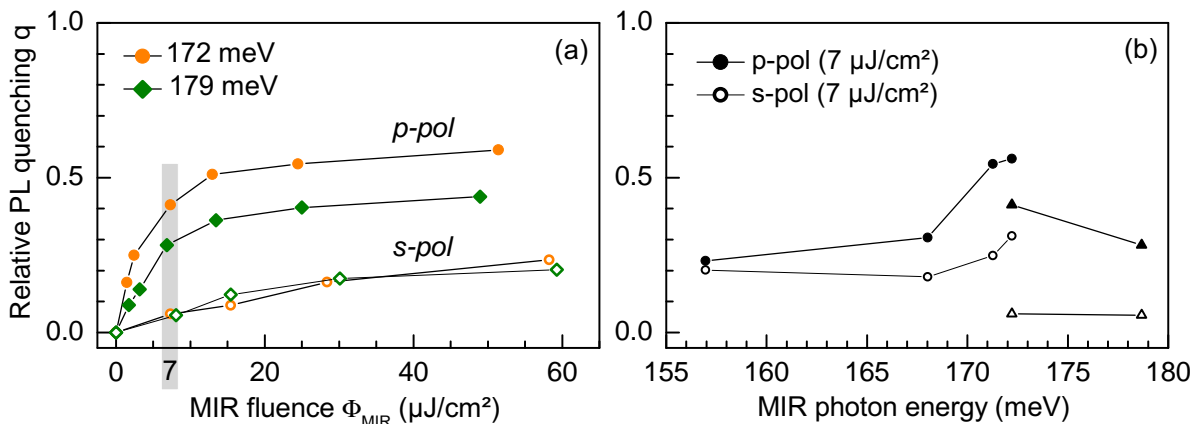 Relative PL quenching q
1.0
0.5
0.0
172 meV
179 meV
(a)
p-pol
s-pol
0
7
20
40
60
MIR fluence Φ_MIR (µJ/cm²)
1.0
0.5
0.0
(b)
p-pol (7 µJ/cm²)
s-pol (7 µJ/cm²)
155
160
165
170
175
180
MIR photon energy (meV)